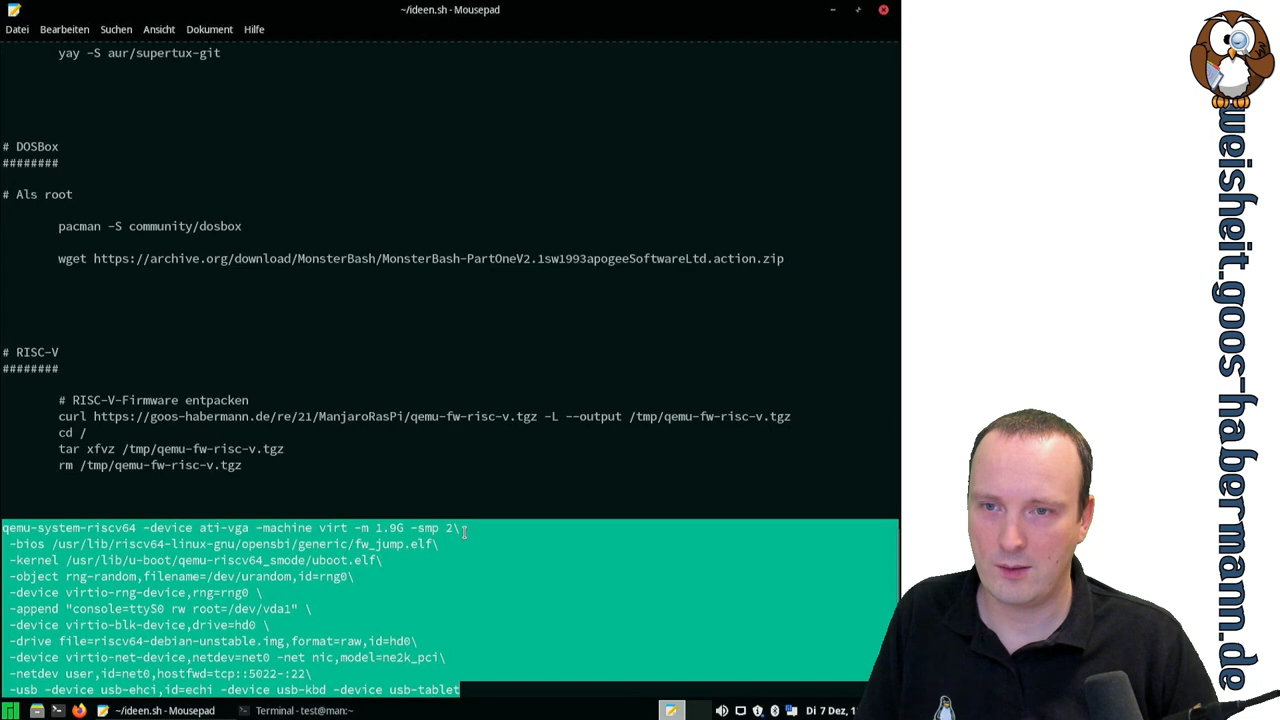 ~/ideen.sh - Mousepad
Datei Bearbeiten Suchen Ansicht Dokument Hilfe
yay -S aur/supertux-git
# DOSBox
########
# Als root
pacman -S community/dosbox
wget https://archive.org/download/MonsterBash/MonsterBash-PartOneV2.1sw1993apogeeSoftwareLtd.action.zip
# RISC-V
########
# RISC-V-Firmware entpacken
curl https://goos-habermann.de/re/21/ManjaroRasPi/qemu-fw-risc-v.tgz -L --output /tmp/qemu-fw-risc-v.tgz
cd /
tar xfvz /tmp/qemu-fw-risc-v.tgz
rm /tmp/qemu-fw-risc-v.tgz
qemu-system-riscv64 -device ati-vga -machine virt -m 1.9G -smp 2\
-bios /usr/lib/riscv64-linux-gnu/opensbi/generic/fw_jump.elf\
-kernel /usr/lib/u-boot/qemu-riscv64_smode/uboot.elf\
-object rng-random,filename=/dev/urandom,id=rng0\
-device virtio-rng-device,rng=rng0 \
-append "console=ttyS0 rw root=/dev/vda1" \
-device virtio-blk-device,drive=hd0 \
-drive file=riscv64-debian-unstable.img,format=raw,id=hd0\
-device virtio-net-device,netdev=net0 -net nic,model=ne2k_pci\
-netdev user,id=net0,hostfwd=tcp::5022-:22\
-usb -device usb-ehci,id=echi -device usb-kbd -device usb-tablet
~/ideen.sh - Mousepad
Terminal - test@man:~
Di 7 Dez, 1
weisheit.goos-habermann.de